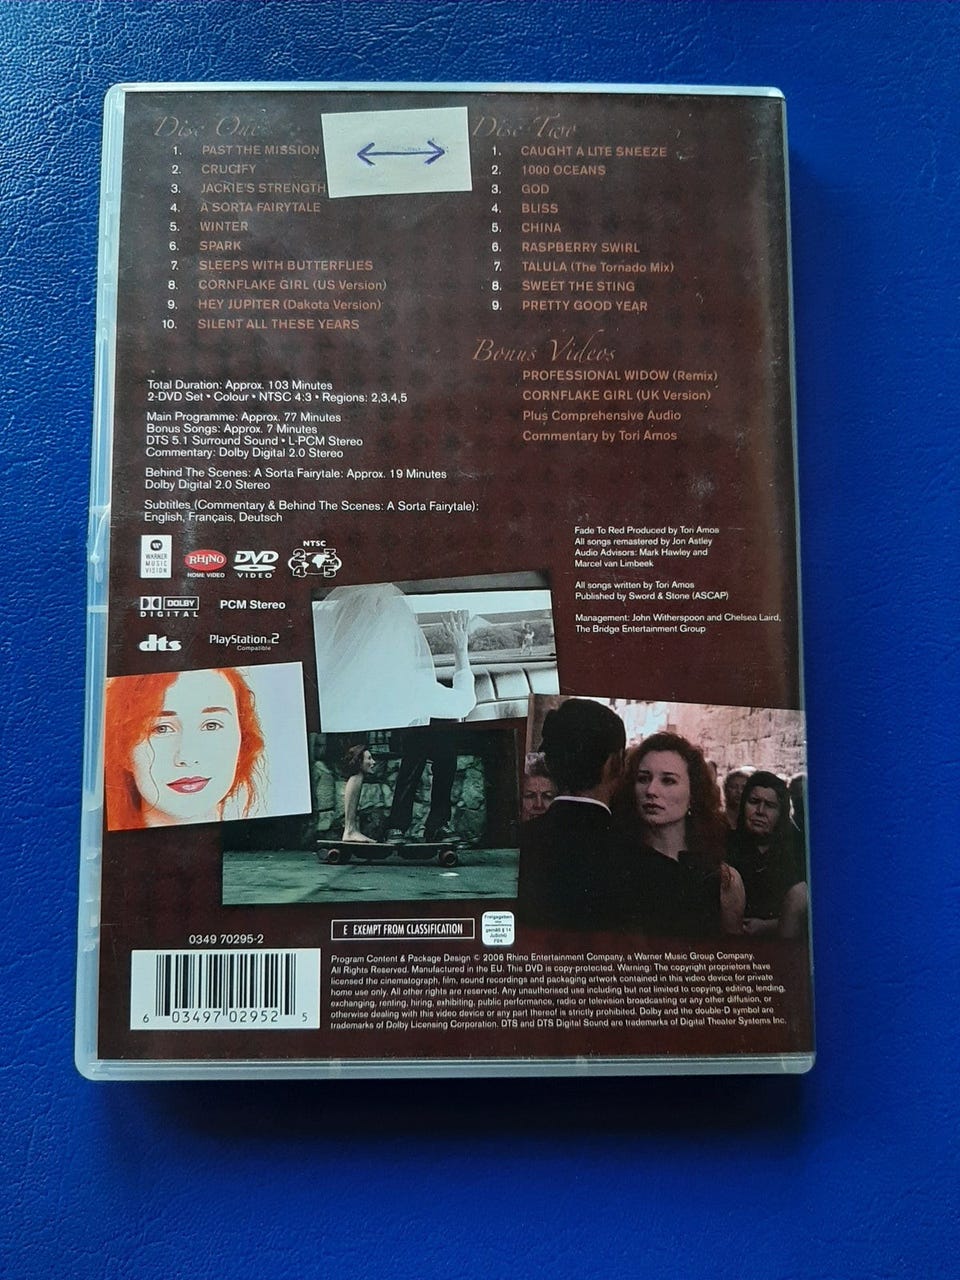 Disc One
1. PAST THE MISSION
2. CRUCIFY
3. JACKIE'S STRENGTH
4. A SORTA FAIRYTALE
5. WINTER
6. SPARK
7. SLEEPS WITH BUTTERFLIES
8. CORNFLAKE GIRL (US Version)
9. HEY JUPITER (Dakota Version)
10. SILENT ALL THESE YEARS
Disc Two
1. CAUGHT A LITE SNEEZE
2. 1000 OCEANS
3. GOD
4. BLISS
5. CHINA
6. RASPBERRY SWIRL
7. TALULA (The Tornado Mix)
8. SWEET THE STING
9. PRETTY GOOD YEAR
Bonus Videos
PROFESSIONAL WIDOW (Remix)
CORNFLAKE GIRL (UK Version)
Plus Comprehensive Audio
Commentary by Tori Amos
Total Duration: Approx. 103 Minutes
2-DVD Set • Colour • NTSC 4:3 • Regions: 2,3,4,5
Main Programme: Approx. 77 Minutes
Bonus Songs: Approx. 7 Minutes
DTS 5.1 Surround Sound • L-PCM Stereo
Commentary: Dolby Digital 2.0 Stereo
Behind The Scenes: A Sorta Fairytale: Approx. 19 Minutes
Dolby Digital 2.0 Stereo
Subtitles (Commentary & Behind The Scenes: A Sorta Fairytale):
English, Français, Deutsch
WARNER
MUSIC
VISION
RHINO
HOME VIDEO
DVD
VIDEO
NTSC
2 3
4 5
DOLBY
DIGITAL
PCM Stereo
dts
PlayStation 2
Compatible
Fade To Red Produced by Tori Amos
All songs remastered by Jon Astley
Audio Advisors: Mark Hawley and
Marcel van Limbeek
All songs written by Tori Amos
Published by Sword & Stone (ASCAP)
Management: John Witherspoon and Chelsea Laird,
The Bridge Entertainment Group
E EXEMPT FROM CLASSIFICATION
Freigegeben
gemäß § 14
JuSchG
FSK
0349 70295-2
6 03497 02952 5
Program Content & Package Design © 2006 Rhino Entertainment Company, a Warner Music Group Company.
All Rights Reserved. Manufactured in the EU. This DVD is copy-protected. Warning: The copyright proprietors have
licensed the cinematograph, film, sound recordings and packaging artwork contained in this video device for private
home use only. All other rights are reserved. Any unauthorised use including but not limited to copying, editing, lending,
exchanging, renting, hiring, exhibiting, public performance, radio or television broadcasting or any other diffusion, or
otherwise dealing with this video device or any part thereof is strictly prohibited. Dolby and the double-D symbol are
trademarks of Dolby Licensing Corporation. DTS and DTS Digital Sound are trademarks of Digital Theater Systems Inc.